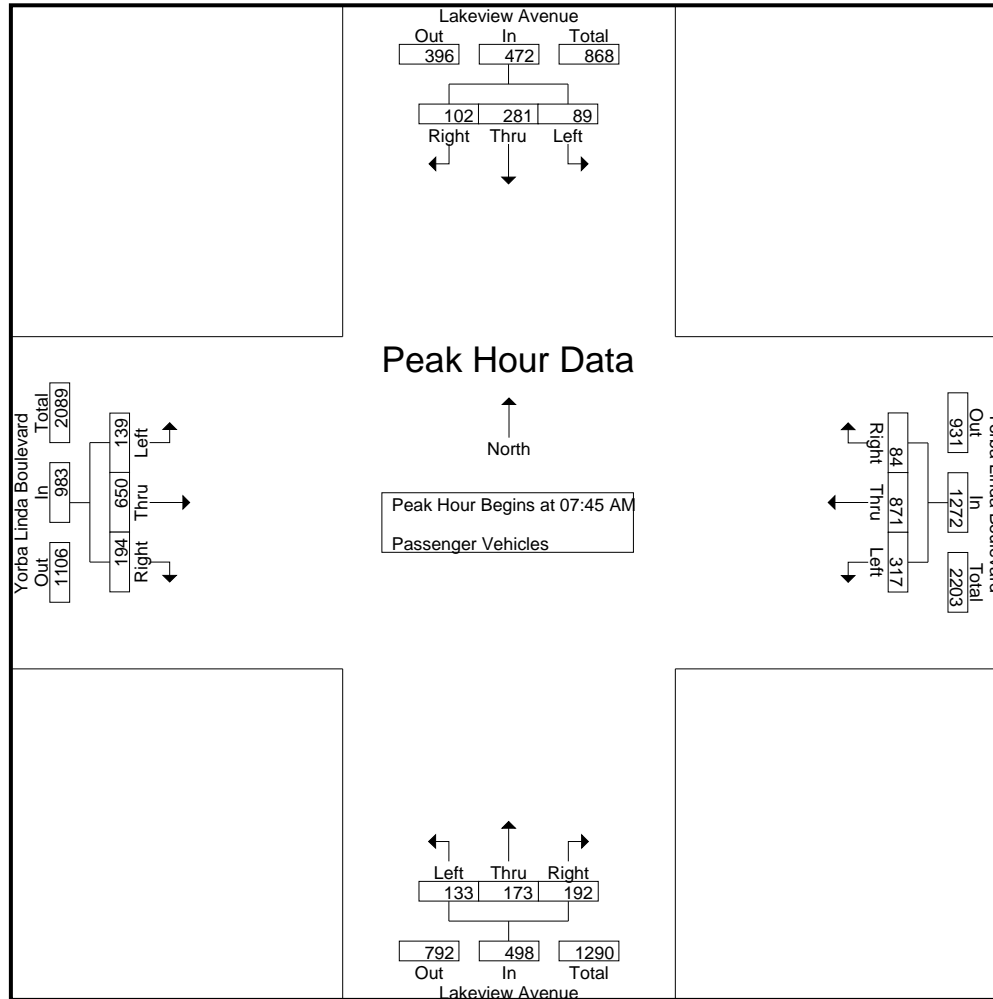 Lakeview Avenue
Out In Total
396 472 868
102 281 89
Right Thru Left
Peak Hour Data
North
Peak Hour Begins at 07:45 AM
Passenger Vehicles
Yorba Linda Boulevard
Total In Out
2089 983 1106
139 650 194
Left Thru Right
Right Thru Left
84 871 317
931 1272 2203
Out In Total
Yorba Linda Boulevard
Left Thru Right
133 173 192
792 498 1290
Out In Total
Lakeview Avenue